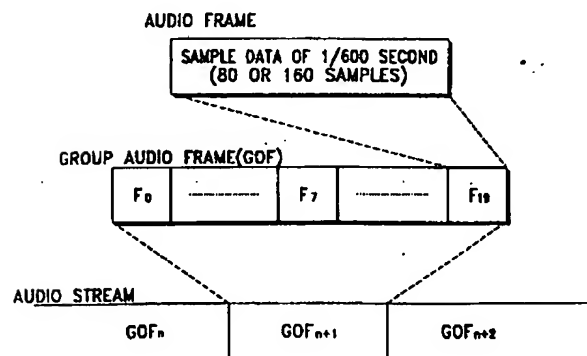 AUDIO FRAME
SAMPLE DATA OF 1/600 SECOND
(80 OR 160 SAMPLES)
GROUP AUDIO FRAME(GOF)
F0 F7 F19
AUDIO STREAM
GOFn GOFn+1 GOFn+2